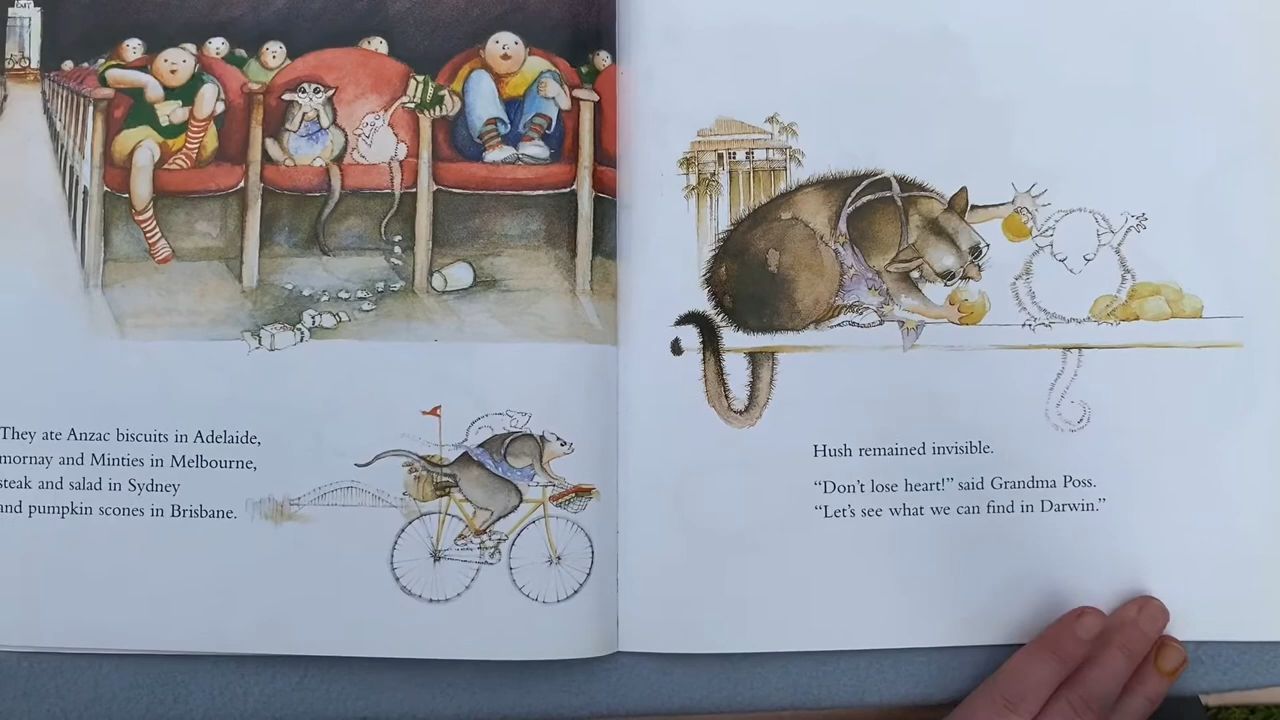 They ate Anzac biscuits in Adelaide,
mornay and Minties in Melbourne,
steak and salad in Sydney
and pumpkin scones in Brisbane.
Hush remained invisible.
“Don’t lose heart!” said Grandma Poss.
“Let’s see what we can find in Darwin.”